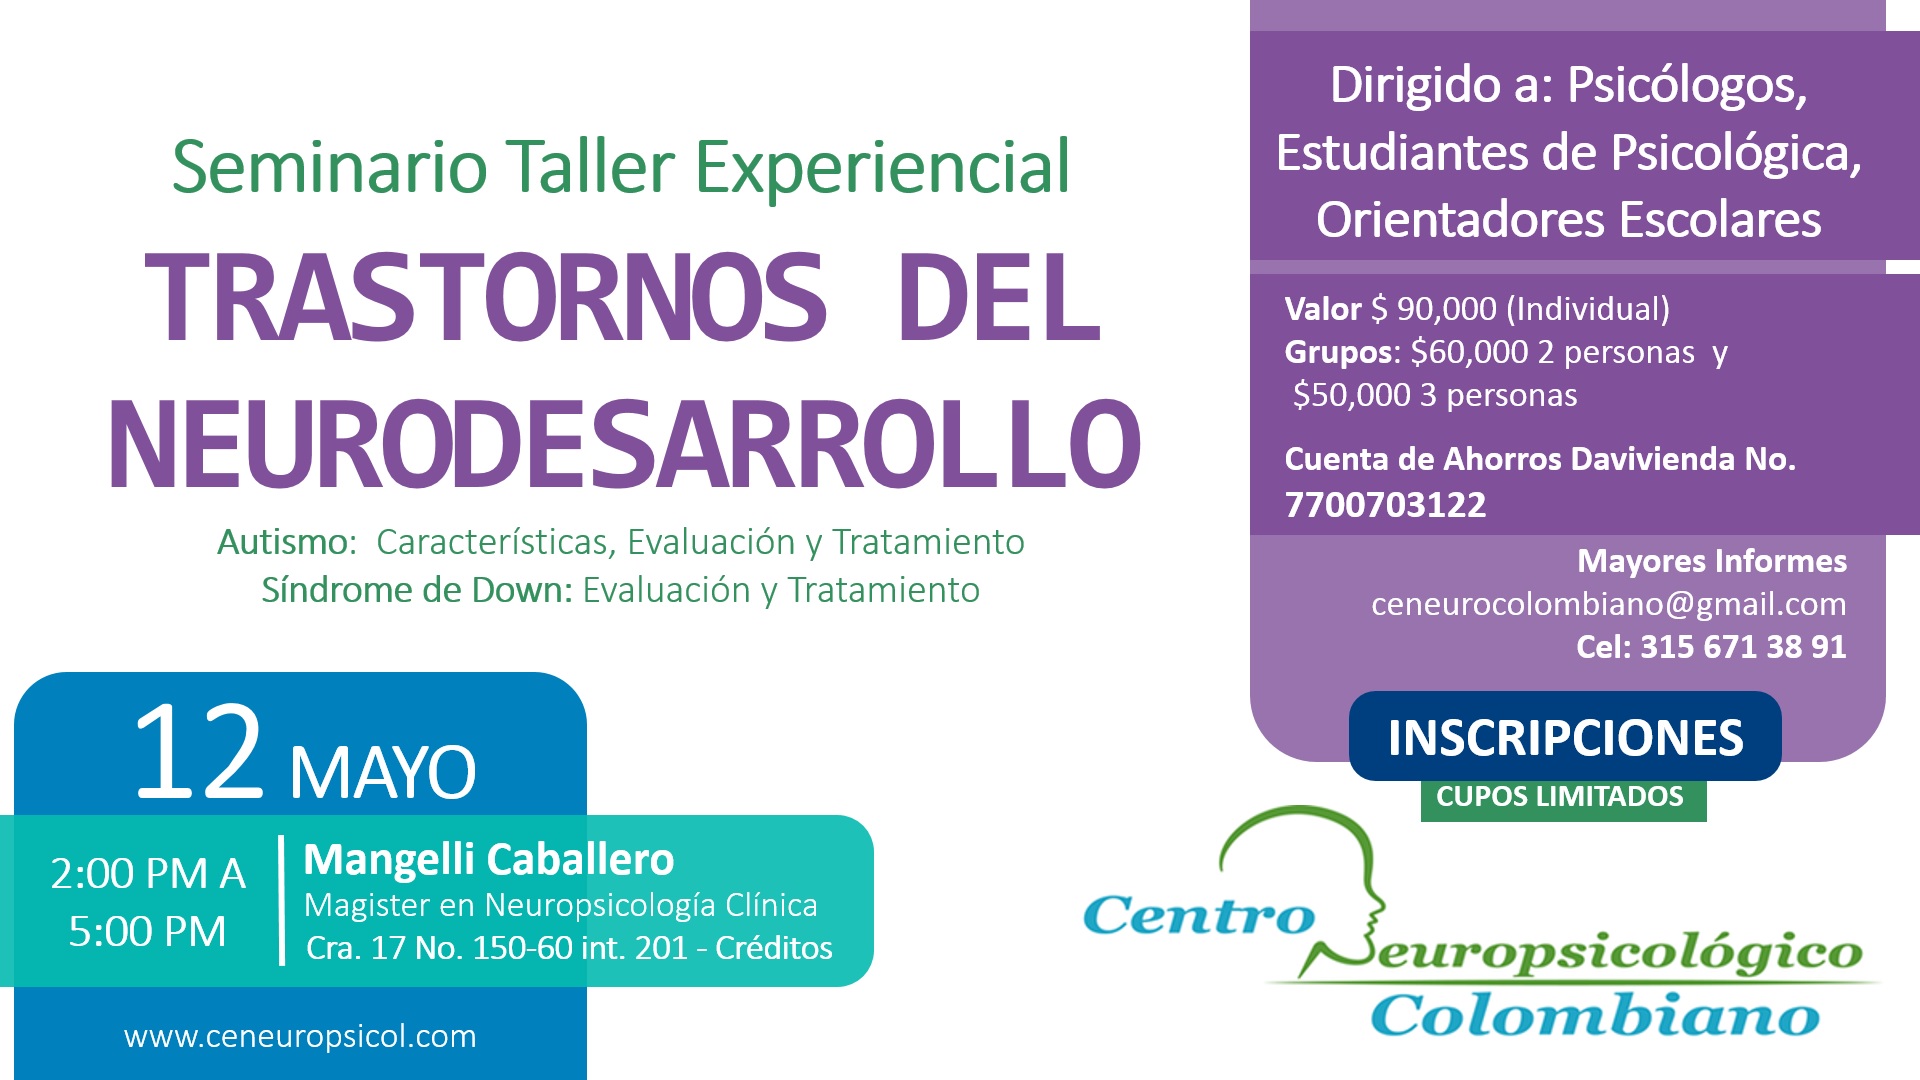 Seminario Taller Experiencial
TRASTORNOS DEL
NEURODESARROLLO
Autismo: Características, Evaluación y Tratamiento
Síndrome de Down: Evaluación y Tratamiento
12 MAYO
2:00 PM A
5:00 PM
Mangelli Caballero
Magister en Neuropsicología Clínica
Cra. 17 No. 150-60 int. 201 - Créditos
www.ceneuropsicol.com
Dirigido a: Psicólogos,
Estudiantes de Psicológica,
Orientadores Escolares
Valor $ 90,000 (Individual)
Grupos: $60,000 2 personas y
$50,000 3 personas
Cuenta de Ahorros Davivienda No.
7700703122
Mayores Informes
ceneurocolombiano@gmail.com
Cel: 315 671 38 91
INSCRIPCIONES
CUPOS LIMITADOS
Centro
Neuropsicológico
Colombiano